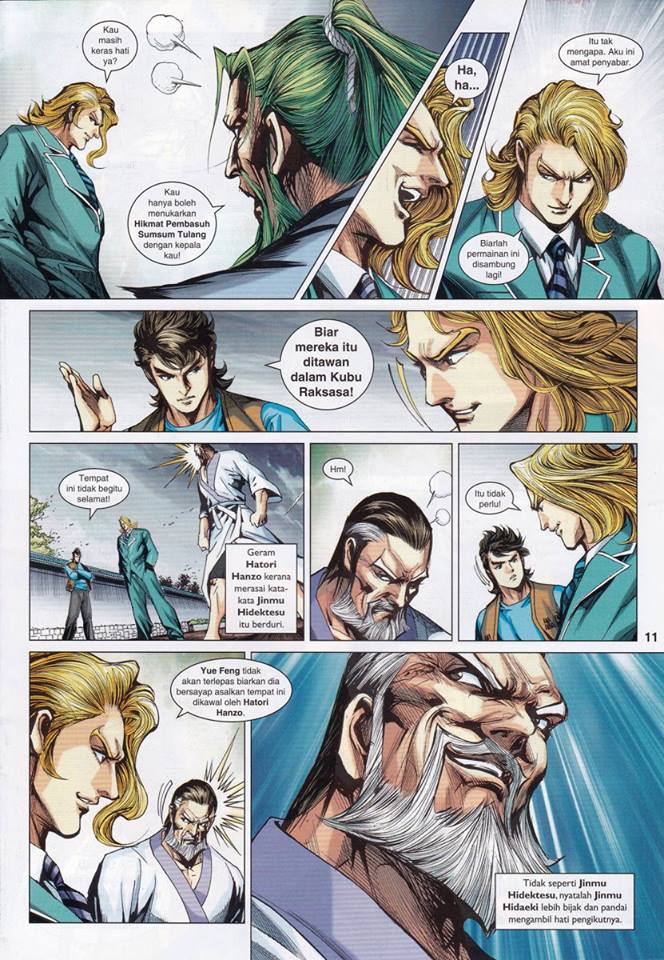 Kau
masih
keras hati
ya?
Kau
hanya boleh
menukarkan
Hikmat Pembasuh
Sumsum Tulang
dengan kepala
kau!
Ha,
ha...
Itu tak
mengapa. Aku ini
amat penyabar.
Biarlah
permainan ini
disambung
lagi!
Biar
mereka itu
ditawan
dalam Kubu
Raksasa!
Tempat
ini tidak begitu
selamat!
Geram
Hatori
Hanzo kerana
merasai kata-
kata Jinmu
Hidektesu
itu berduri.
Hm!
Itu tidak
perlu!
11
Yue Feng tidak
akan terlepas biarkan dia
bersayap asalkan tempat ini
dikawal oleh Hatori
Hanzo.
Tidak seperti Jinmu
Hidektesu, nyatalah Jinmu
Hidaeki lebih bijak dan pandai
mengambil hati pengikutnya.